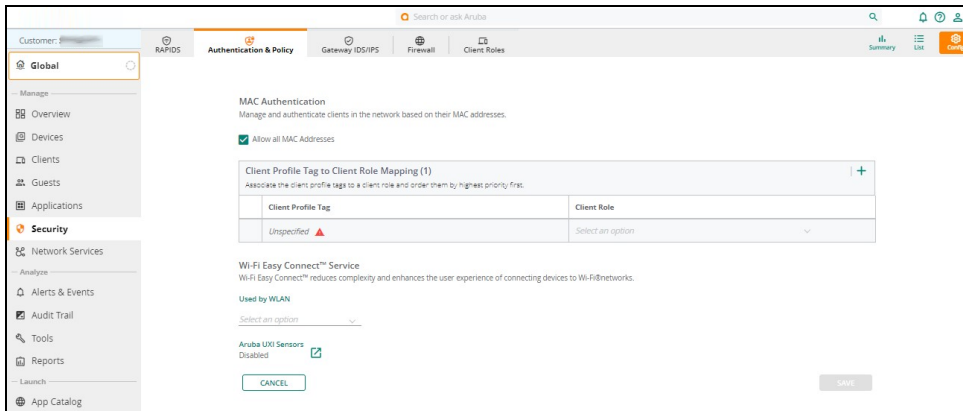 Search or ask Aruba
Customer:
Global
Manage
Overview
Devices
Clients
Guests
Applications
Security
Network Services
Analyze
Alerts & Events
Audit Trail
Tools
Reports
Launch
App Catalog
RAPIDS
Authentication & Policy
Gateway IDS/IPS
Firewall
Client Roles
Summary
List
Config
MAC Authentication
Manage and authenticate clients in the network based on their MAC addresses.
Allow all MAC Addresses
Client Profile Tag to Client Role Mapping (1)
Associate the client profile tags to a client role and order them by highest priority first.
Client Profile Tag
Client Role
Unspecified
Select an option
Wi-Fi Easy Connect™ Service
Wi-Fi Easy Connect™ reduces complexity and enhances the user experience of connecting devices to Wi-Fi®networks.
Used by WLAN
Select an option
Aruba UXI Sensors
Disabled
CANCEL
SAVE